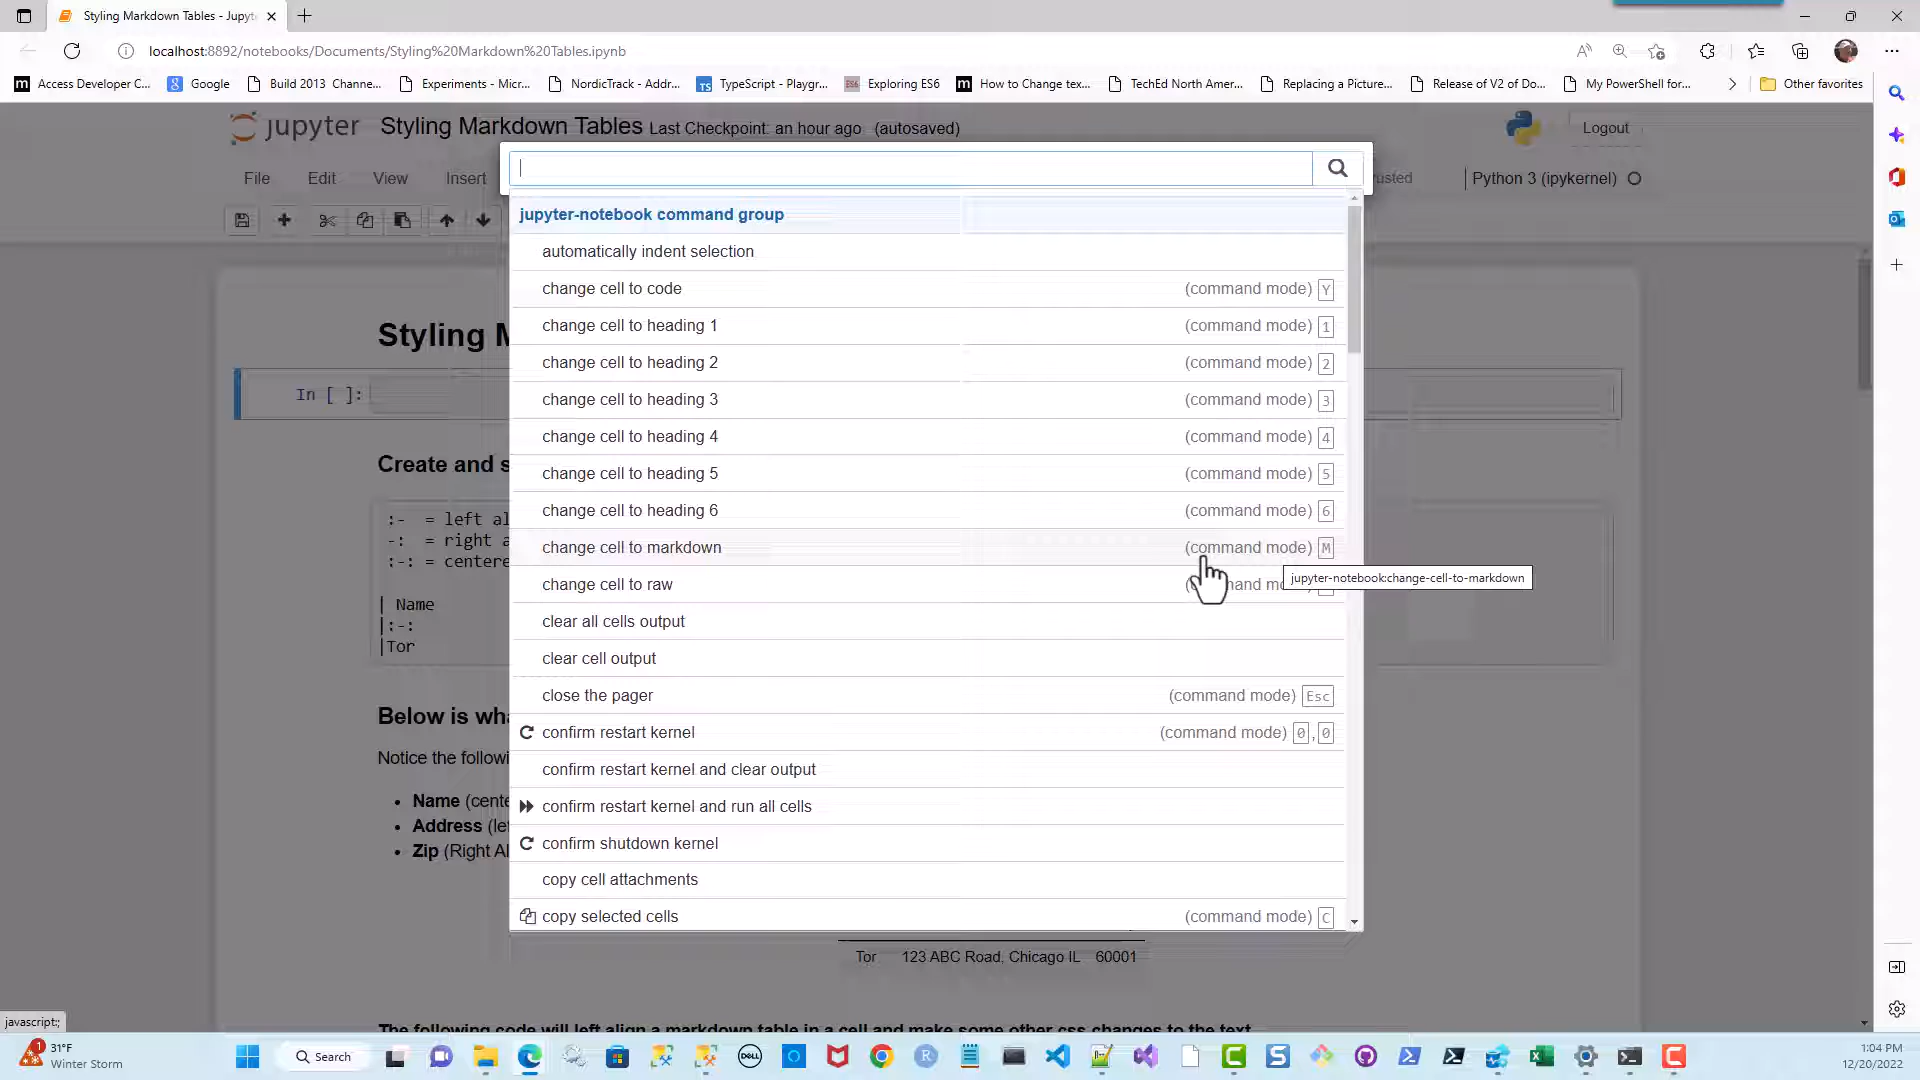 Styling Markdown Tables - Jupyt
localhost:8892/notebooks/Documents/Styling%20Markdown%20Tables.ipynb
Access Developer C...
Google
Build 2013 Channe...
Experiments - Micr...
NordicTrack - Addr...
TypeScript - Playgr...
Exploring ES6
How to Change tex...
TechEd North Amer...
Replacing a Picture...
Release of V2 of Do...
My PowerShell for...
Other favorites
jupyter Styling Markdown Tables Last Checkpoint: an hour ago (autosaved)
Logout
File Edit View Insert
rusted
Python 3 (ipykernel)
jupyter-notebook command group
automatically indent selection
change cell to code (command mode) Y
change cell to heading 1 (command mode) 1
change cell to heading 2 (command mode) 2
change cell to heading 3 (command mode) 3
change cell to heading 4 (command mode) 4
change cell to heading 5 (command mode) 5
change cell to heading 6 (command mode) 6
change cell to markdown (command mode) M
jupyter-notebook:change-cell-to-markdown
change cell to raw
clear all cells output
clear cell output
close the pager (command mode) Esc
confirm restart kernel (command mode) 0,0
confirm restart kernel and clear output
confirm restart kernel and run all cells
confirm shutdown kernel
copy cell attachments
copy selected cells (command mode) C
Styling M
In [ ]:
Create and s
:- = left al
-: = right a
:-: = centere
| Name
|:-:
|Tor
Below is wha
Notice the followi
Name (cente
Address (le
Zip (Right Al
Tor 123 ABC Road, Chicago IL 60001
The following code will left align a markdown table in a cell and make some other css changes to the text
javascript:;
1
31°F
Winter Storm
Search
DELL
1:04 PM
12/20/2022